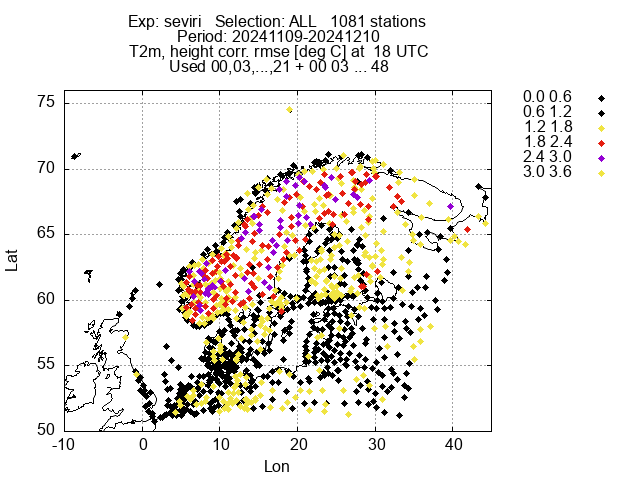 Exp: seviri   Selection: ALL   1081 stations
Period: 20241109-20241210
T2m, height corr. rmse [deg C] at  18 UTC
Used 00,03,...,21 + 00 03 ... 48
0.0 0.6
0.6 1.2
1.2 1.8
1.8 2.4
2.4 3.0
3.0 3.6
75
70
65
60
55
50
Lat
-10 0 10 20 30 40
Lon